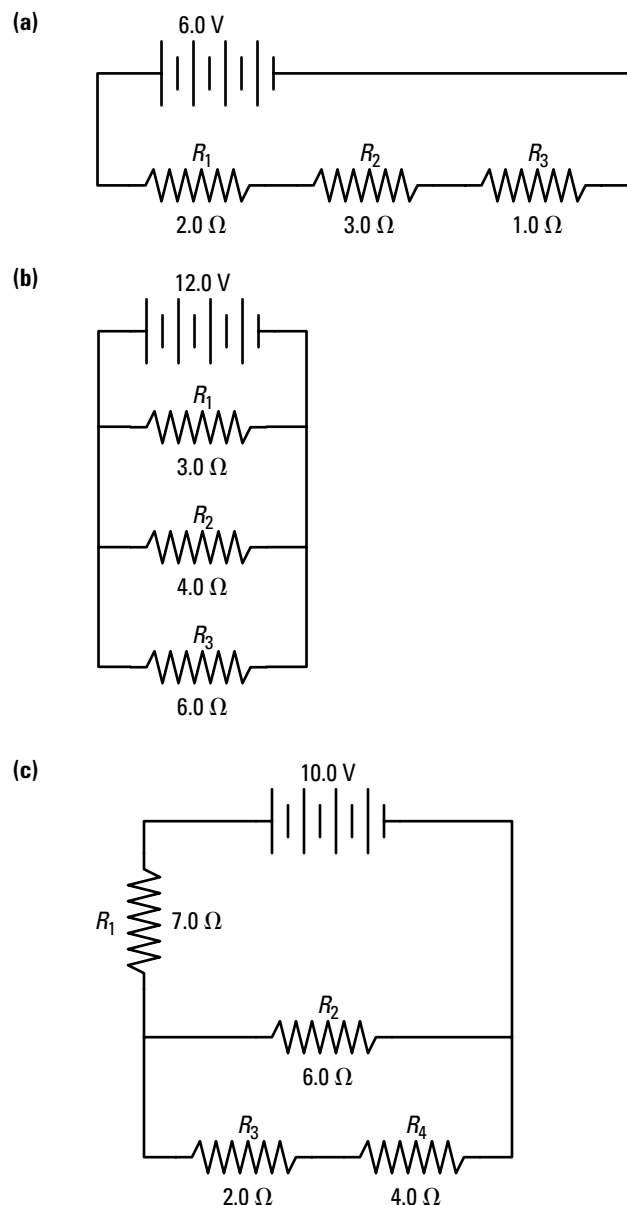 (a)
6.0 V
R₁ R₂ R₃
2.0 Ω 3.0 Ω 1.0 Ω
(b)
12.0 V
R₁
3.0 Ω
R₂
4.0 Ω
R₃
6.0 Ω
(c)
10.0 V
R₁ 7.0 Ω
R₂
6.0 Ω
R₃ R₄
2.0 Ω 4.0 Ω